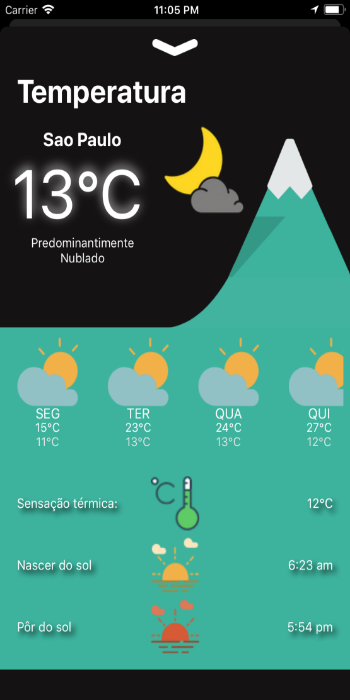 Carrier 11:05 PM
Temperatura
Sao Paulo
13°C
Predominantimente
Nublado
SEG TER QUA QUI
15°C 23°C 24°C 27°C
11°C 13°C 13°C 12°C
°C
Sensação térmica: 12°C
Nascer do sol 6:23 am
Pôr do sol 5:54 pm